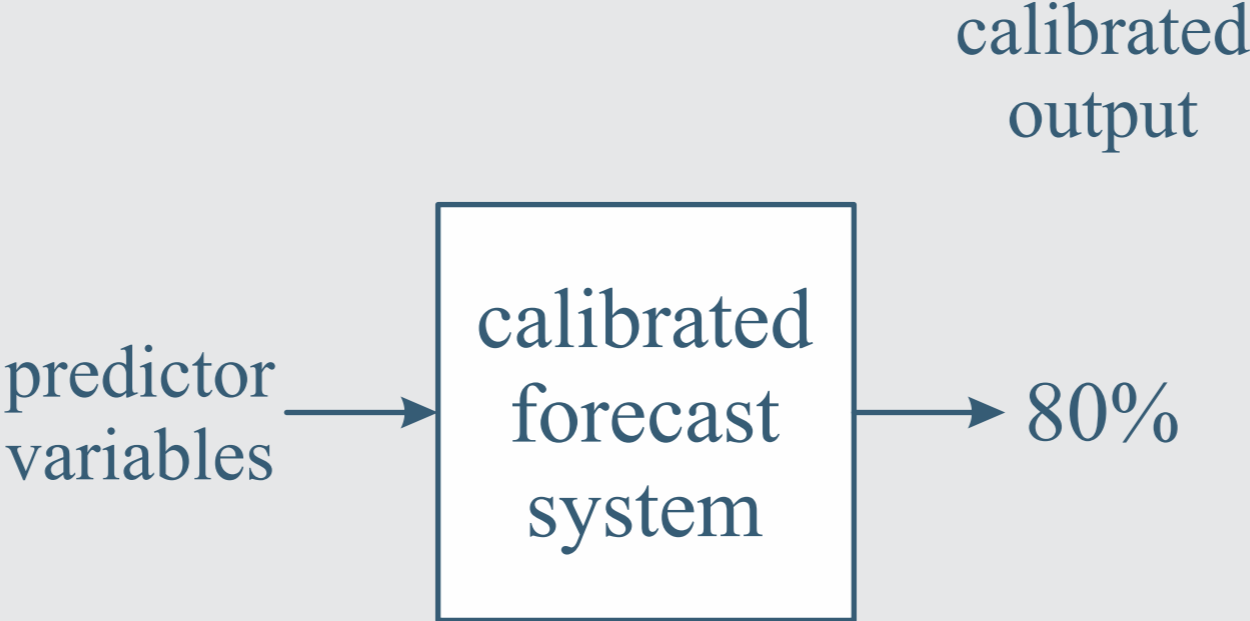 calibrated
output
predictor
variables
calibrated
forecast
system
80%